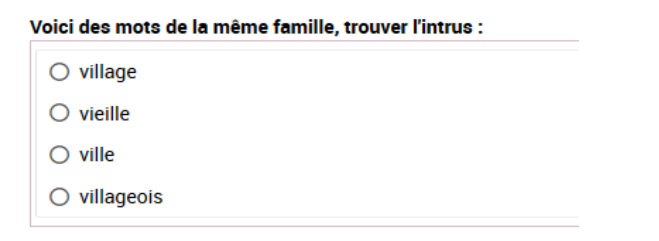 Voici des mots de la même famille, trouver l'intrus :
village
vieille
ville
villageois